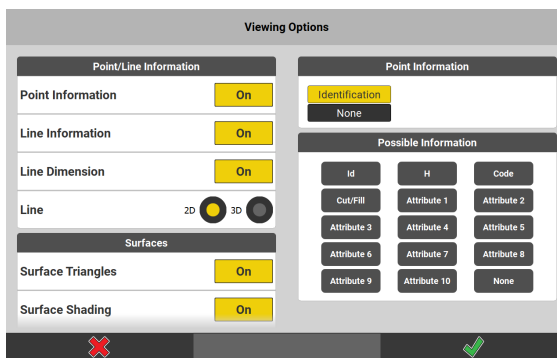 Viewing Options
Point/Line Information
Point Information On
Line Information On
Line Dimension On
Line 2D 3D
Surfaces
Surface Triangles On
Surface Shading On
Point Information
Identification
None
Possible Information
Id H Code
Cut/Fill Attribute 1 Attribute 2
Attribute 3 Attribute 4 Attribute 5
Attribute 6 Attribute 7 Attribute 8
Attribute 9 Attribute 10 None